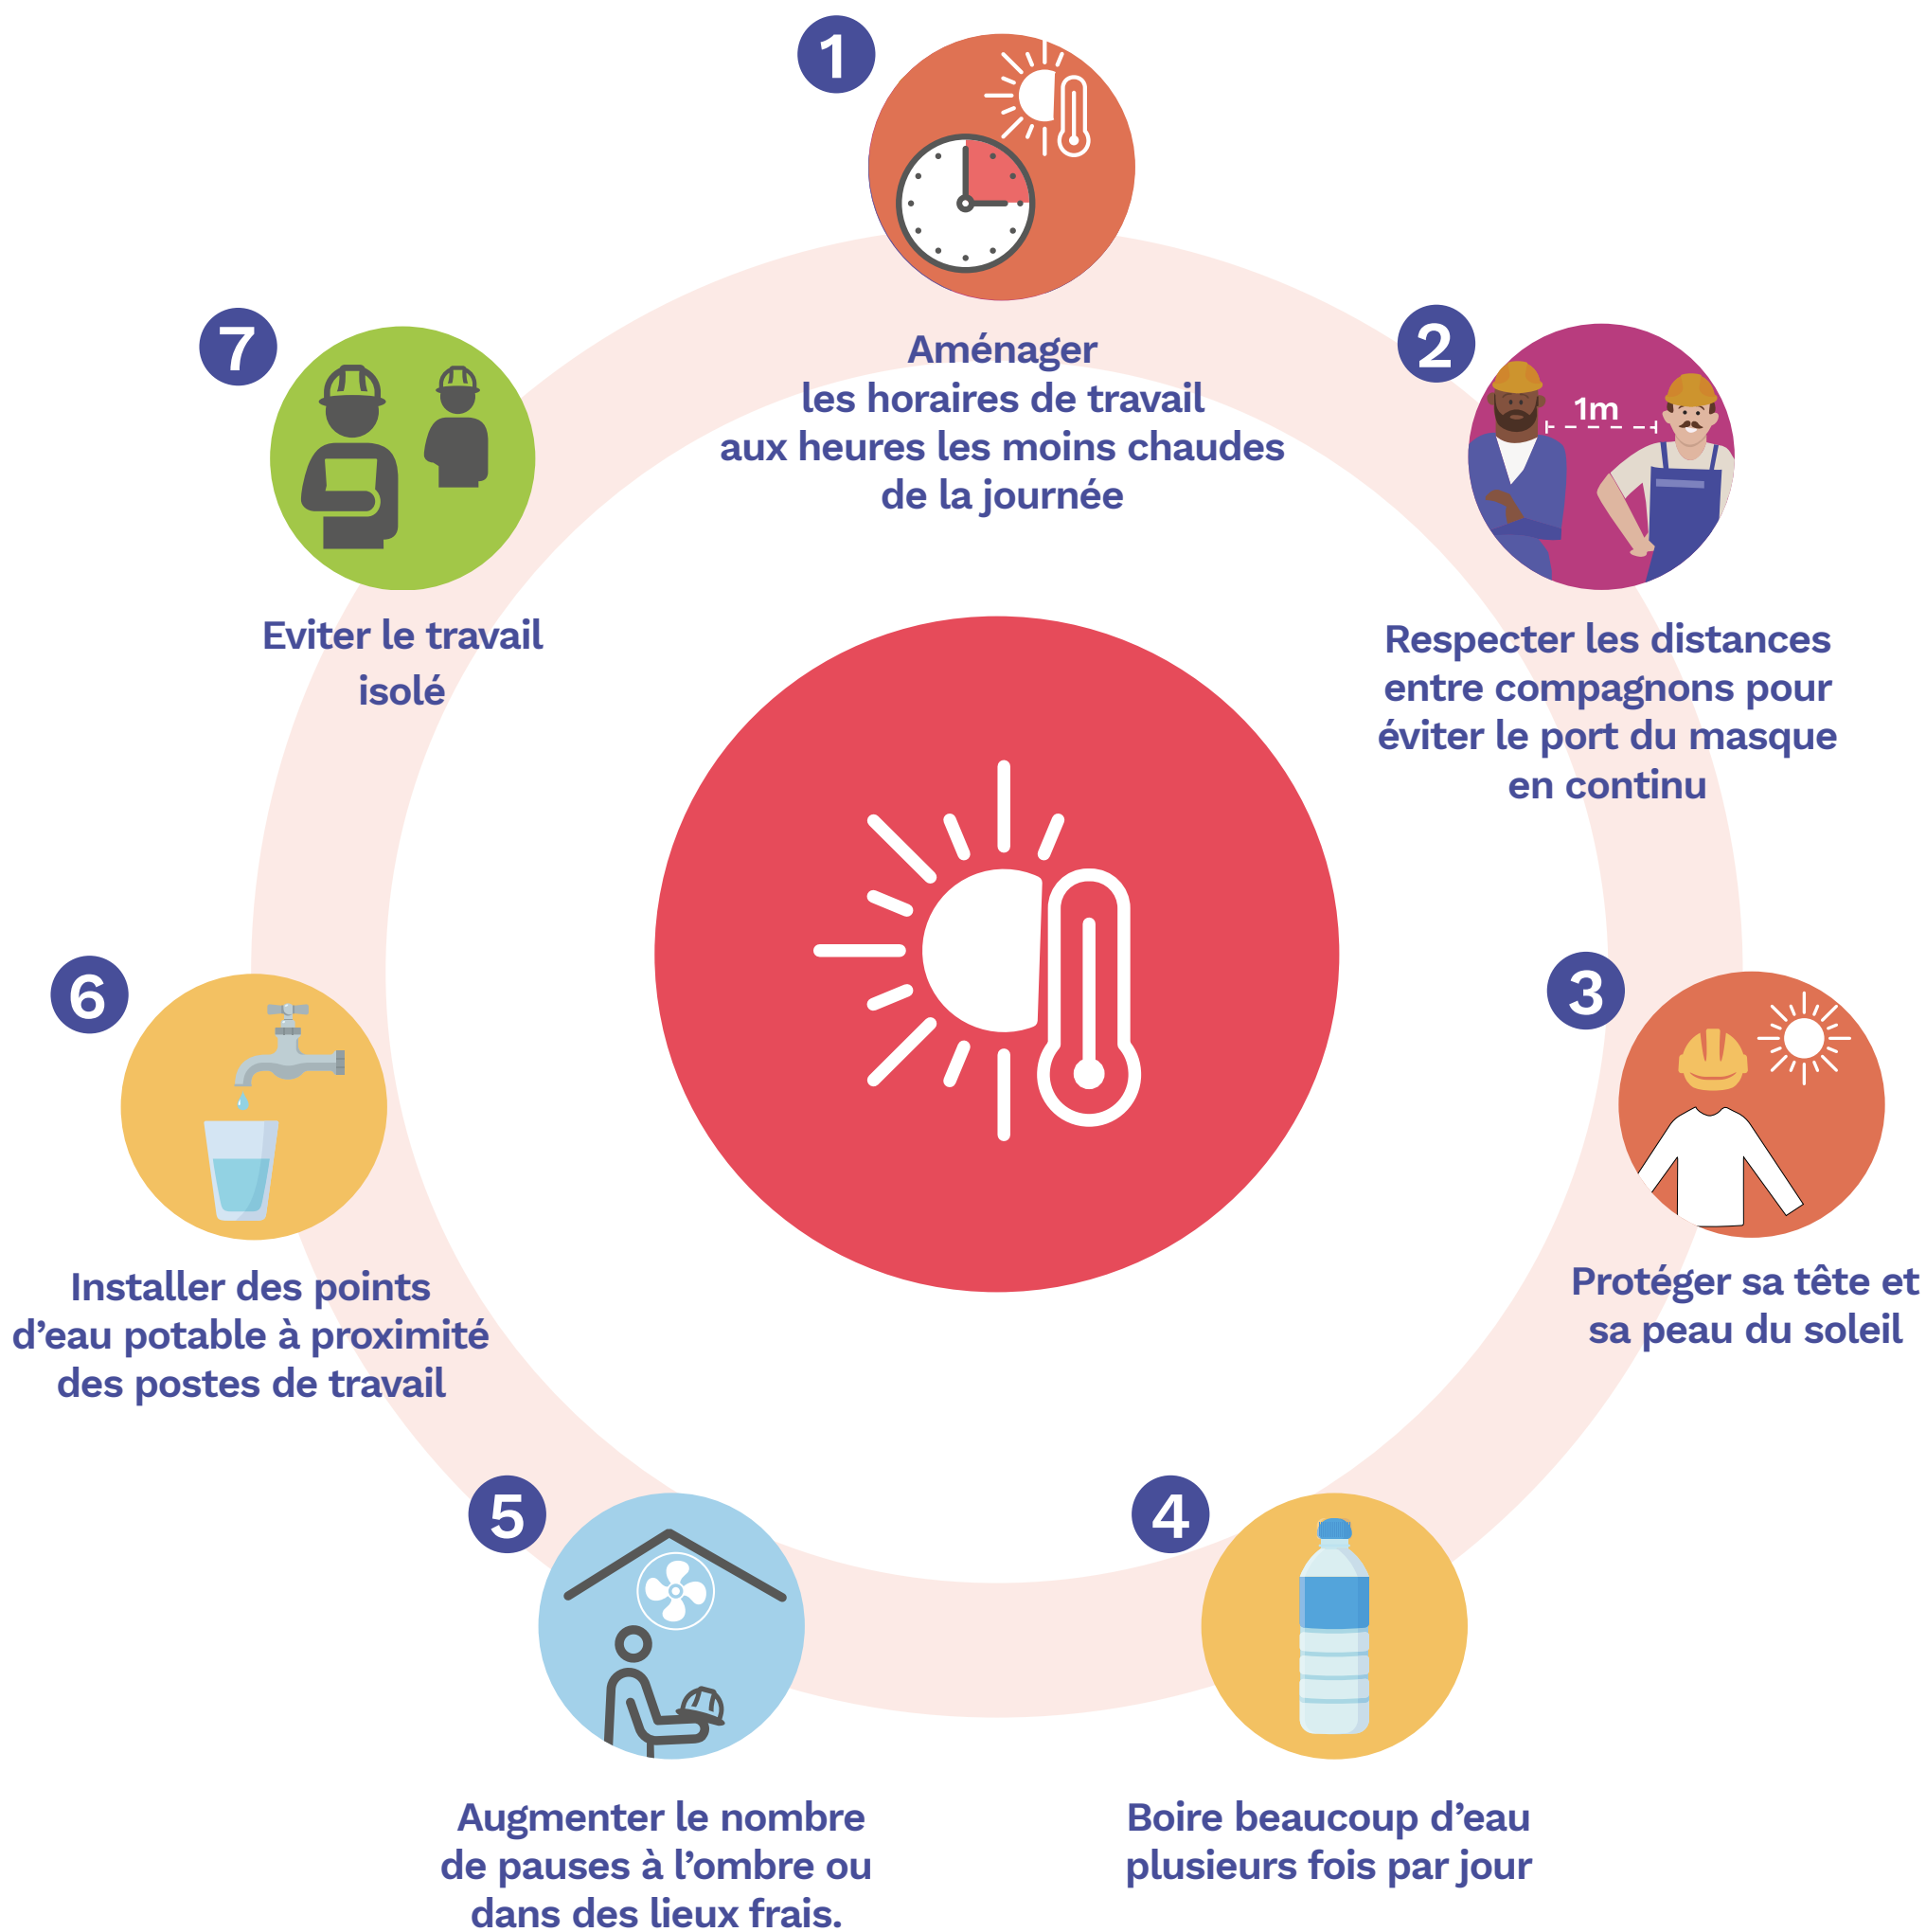 1
Aménager
les horaires de travail
aux heures les moins chaudes
de la journée
2
1m
Respecter les distances
entre compagnons pour
éviter le port du masque
en continu
3
Protéger sa tête et
sa peau du soleil
4
Boire beaucoup d’eau
plusieurs fois par jour
5
Augmenter le nombre
de pauses à l’ombre ou
dans des lieux frais.
6
Installer des points
d’eau potable à proximité
des postes de travail
7
Eviter le travail
isolé